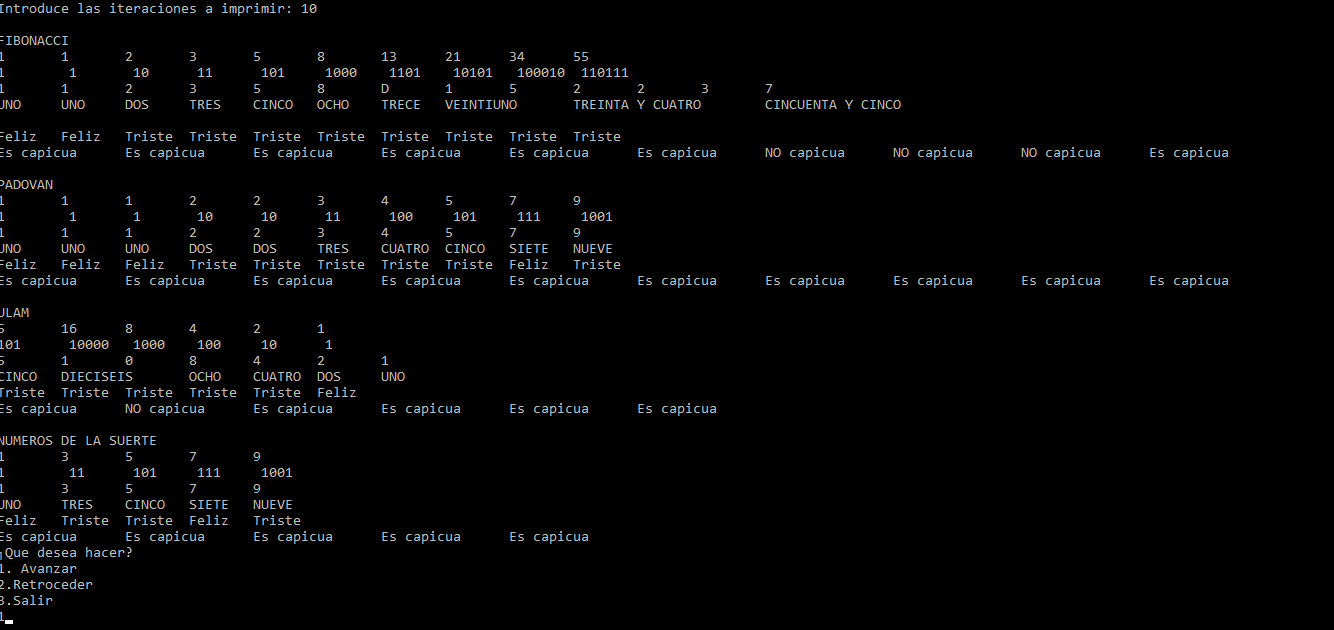 Introduce las iteraciones a imprimir: 10
FIBONACCI
1 1 2 3 5 8 13 21 34 55
1 1 10 11 101 1000 1101 10101 100010 110111
1 1 2 3 5 8 D 1 5 2 2 3 7
UNO UNO DOS TRES CINCO OCHO TRECE VEINTIUNO TREINTA Y CUATRO CINCUENTA Y CINCO
Feliz Feliz Triste Triste Triste Triste Triste Triste Triste Triste
Es capicua Es capicua Es capicua Es capicua Es capicua Es capicua NO capicua NO capicua NO capicua Es capicua
PADOVAN
1 1 1 2 2 3 4 5 7 9
1 1 1 10 10 11 100 101 111 1001
1 1 1 2 2 3 4 5 7 9
UNO UNO UNO DOS DOS TRES CUATRO CINCO SIETE NUEVE
Feliz Feliz Feliz Triste Triste Triste Triste Triste Feliz Triste
Es capicua Es capicua Es capicua Es capicua Es capicua Es capicua Es capicua Es capicua Es capicua Es capicua
ULAM
5 16 8 4 2 1
101 10000 1000 100 10 1
5 1 0 8 4 2 1
CINCO DIECISEIS OCHO CUATRO DOS UNO
Triste Triste Triste Triste Triste Feliz
Es capicua NO capicua Es capicua Es capicua Es capicua Es capicua
NUMEROS DE LA SUERTE
1 3 5 7 9
1 11 101 111 1001
1 3 5 7 9
UNO TRES CINCO SIETE NUEVE
Feliz Triste Triste Feliz Triste
Es capicua Es capicua Es capicua Es capicua Es capicua
Que desea hacer?
1. Avanzar
2.Retroceder
3.Salir
1